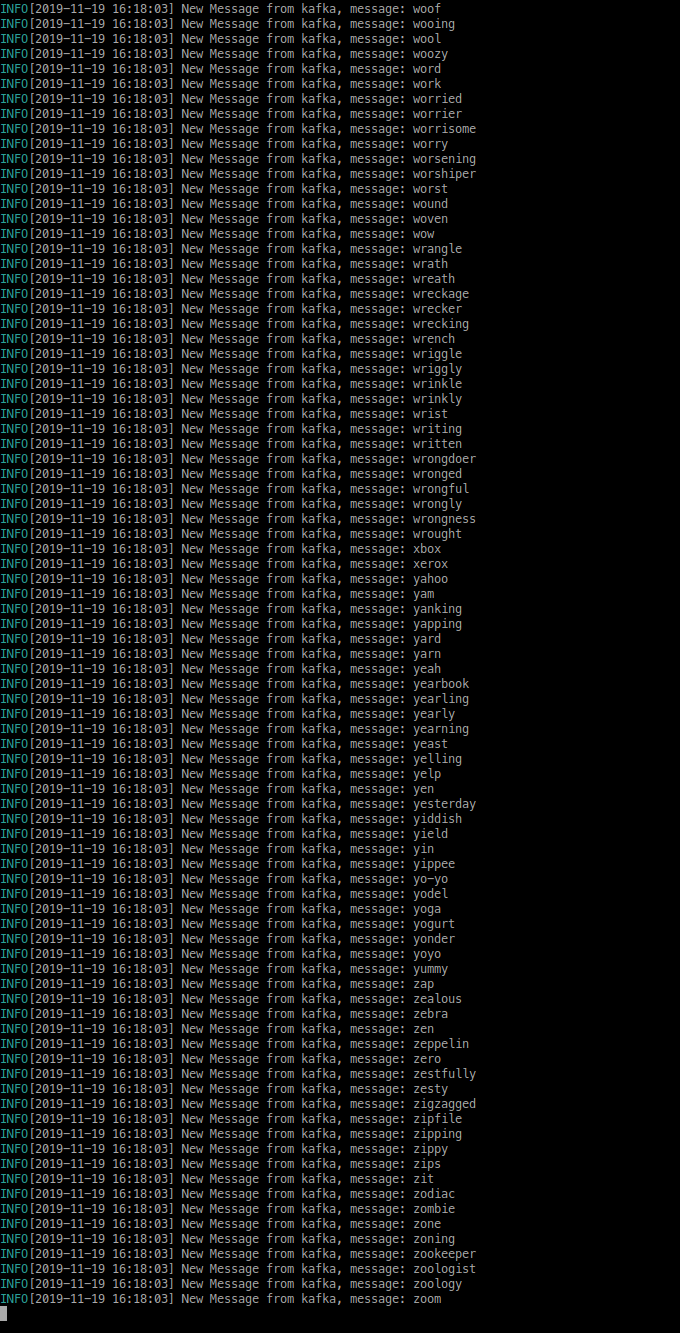 INFO[2019-11-19 16:18:03] New Message from kafka, message: woof
INFO[2019-11-19 16:18:03] New Message from kafka, message: wooing
INFO[2019-11-19 16:18:03] New Message from kafka, message: wool
INFO[2019-11-19 16:18:03] New Message from kafka, message: woozy
INFO[2019-11-19 16:18:03] New Message from kafka, message: word
INFO[2019-11-19 16:18:03] New Message from kafka, message: work
INFO[2019-11-19 16:18:03] New Message from kafka, message: worried
INFO[2019-11-19 16:18:03] New Message from kafka, message: worrier
INFO[2019-11-19 16:18:03] New Message from kafka, message: worrisome
INFO[2019-11-19 16:18:03] New Message from kafka, message: worry
INFO[2019-11-19 16:18:03] New Message from kafka, message: worsening
INFO[2019-11-19 16:18:03] New Message from kafka, message: worshiper
INFO[2019-11-19 16:18:03] New Message from kafka, message: worst
INFO[2019-11-19 16:18:03] New Message from kafka, message: wound
INFO[2019-11-19 16:18:03] New Message from kafka, message: woven
INFO[2019-11-19 16:18:03] New Message from kafka, message: wow
INFO[2019-11-19 16:18:03] New Message from kafka, message: wrangle
INFO[2019-11-19 16:18:03] New Message from kafka, message: wrath
INFO[2019-11-19 16:18:03] New Message from kafka, message: wreath
INFO[2019-11-19 16:18:03] New Message from kafka, message: wreckage
INFO[2019-11-19 16:18:03] New Message from kafka, message: wrecker
INFO[2019-11-19 16:18:03] New Message from kafka, message: wrecking
INFO[2019-11-19 16:18:03] New Message from kafka, message: wrench
INFO[2019-11-19 16:18:03] New Message from kafka, message: wriggle
INFO[2019-11-19 16:18:03] New Message from kafka, message: wriggly
INFO[2019-11-19 16:18:03] New Message from kafka, message: wrinkle
INFO[2019-11-19 16:18:03] New Message from kafka, message: wrinkly
INFO[2019-11-19 16:18:03] New Message from kafka, message: wrist
INFO[2019-11-19 16:18:03] New Message from kafka, message: writing
INFO[2019-11-19 16:18:03] New Message from kafka, message: written
INFO[2019-11-19 16:18:03] New Message from kafka, message: wrongdoer
INFO[2019-11-19 16:18:03] New Message from kafka, message: wronged
INFO[2019-11-19 16:18:03] New Message from kafka, message: wrongful
INFO[2019-11-19 16:18:03] New Message from kafka, message: wrongly
INFO[2019-11-19 16:18:03] New Message from kafka, message: wrongness
INFO[2019-11-19 16:18:03] New Message from kafka, message: wrought
INFO[2019-11-19 16:18:03] New Message from kafka, message: xbox
INFO[2019-11-19 16:18:03] New Message from kafka, message: xerox
INFO[2019-11-19 16:18:03] New Message from kafka, message: yahoo
INFO[2019-11-19 16:18:03] New Message from kafka, message: yam
INFO[2019-11-19 16:18:03] New Message from kafka, message: yanking
INFO[2019-11-19 16:18:03] New Message from kafka, message: yapping
INFO[2019-11-19 16:18:03] New Message from kafka, message: yard
INFO[2019-11-19 16:18:03] New Message from kafka, message: yarn
INFO[2019-11-19 16:18:03] New Message from kafka, message: yeah
INFO[2019-11-19 16:18:03] New Message from kafka, message: yearbook
INFO[2019-11-19 16:18:03] New Message from kafka, message: yearling
INFO[2019-11-19 16:18:03] New Message from kafka, message: yearly
INFO[2019-11-19 16:18:03] New Message from kafka, message: yearning
INFO[2019-11-19 16:18:03] New Message from kafka, message: yeast
INFO[2019-11-19 16:18:03] New Message from kafka, message: yelling
INFO[2019-11-19 16:18:03] New Message from kafka, message: yelp
INFO[2019-11-19 16:18:03] New Message from kafka, message: yen
INFO[2019-11-19 16:18:03] New Message from kafka, message: yesterday
INFO[2019-11-19 16:18:03] New Message from kafka, message: yiddish
INFO[2019-11-19 16:18:03] New Message from kafka, message: yield
INFO[2019-11-19 16:18:03] New Message from kafka, message: yin
INFO[2019-11-19 16:18:03] New Message from kafka, message: yippee
INFO[2019-11-19 16:18:03] New Message from kafka, message: yo-yo
INFO[2019-11-19 16:18:03] New Message from kafka, message: yodel
INFO[2019-11-19 16:18:03] New Message from kafka, message: yoga
INFO[2019-11-19 16:18:03] New Message from kafka, message: yogurt
INFO[2019-11-19 16:18:03] New Message from kafka, message: yonder
INFO[2019-11-19 16:18:03] New Message from kafka, message: yoyo
INFO[2019-11-19 16:18:03] New Message from kafka, message: yummy
INFO[2019-11-19 16:18:03] New Message from kafka, message: zap
INFO[2019-11-19 16:18:03] New Message from kafka, message: zealous
INFO[2019-11-19 16:18:03] New Message from kafka, message: zebra
INFO[2019-11-19 16:18:03] New Message from kafka, message: zen
INFO[2019-11-19 16:18:03] New Message from kafka, message: zeppelin
INFO[2019-11-19 16:18:03] New Message from kafka, message: zero
INFO[2019-11-19 16:18:03] New Message from kafka, message: zestfully
INFO[2019-11-19 16:18:03] New Message from kafka, message: zesty
INFO[2019-11-19 16:18:03] New Message from kafka, message: zigzagged
INFO[2019-11-19 16:18:03] New Message from kafka, message: zipfile
INFO[2019-11-19 16:18:03] New Message from kafka, message: zipping
INFO[2019-11-19 16:18:03] New Message from kafka, message: zippy
INFO[2019-11-19 16:18:03] New Message from kafka, message: zips
INFO[2019-11-19 16:18:03] New Message from kafka, message: zit
INFO[2019-11-19 16:18:03] New Message from kafka, message: zodiac
INFO[2019-11-19 16:18:03] New Message from kafka, message: zombie
INFO[2019-11-19 16:18:03] New Message from kafka, message: zone
INFO[2019-11-19 16:18:03] New Message from kafka, message: zoning
INFO[2019-11-19 16:18:03] New Message from kafka, message: zookeeper
INFO[2019-11-19 16:18:03] New Message from kafka, message: zoologist
INFO[2019-11-19 16:18:03] New Message from kafka, message: zoology
INFO[2019-11-19 16:18:03] New Message from kafka, message: zoom